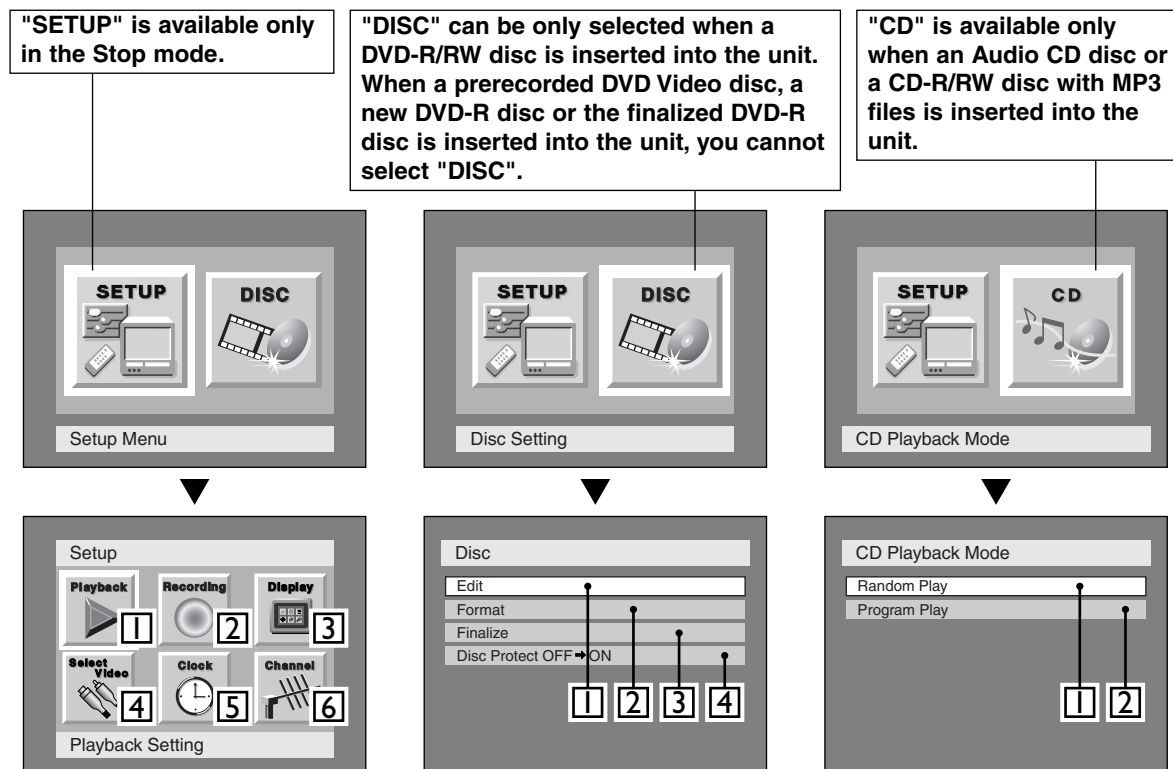 "SETUP" is available only
in the Stop mode.
"DISC" can be only selected when a
DVD-R/RW disc is inserted into the unit.
When a prerecorded DVD Video disc, a
new DVD-R disc or the finalized DVD-R
disc is inserted into the unit, you cannot
select "DISC".
"CD" is available only
when an Audio CD disc or
a CD-R/RW disc with MP3
files is inserted into the
unit.
SETUP DISC
Setup Menu
SETUP DISC
Disc Setting
SETUP CD
CD Playback Mode
Setup
Playback Recording Display
1 2 3
Select Video Clock Channel
4 5 6
Playback Setting
Disc
Edit
Format
Finalize
Disc Protect OFF ➔ ON
1 2 3 4
CD Playback Mode
Random Play
Program Play
1 2